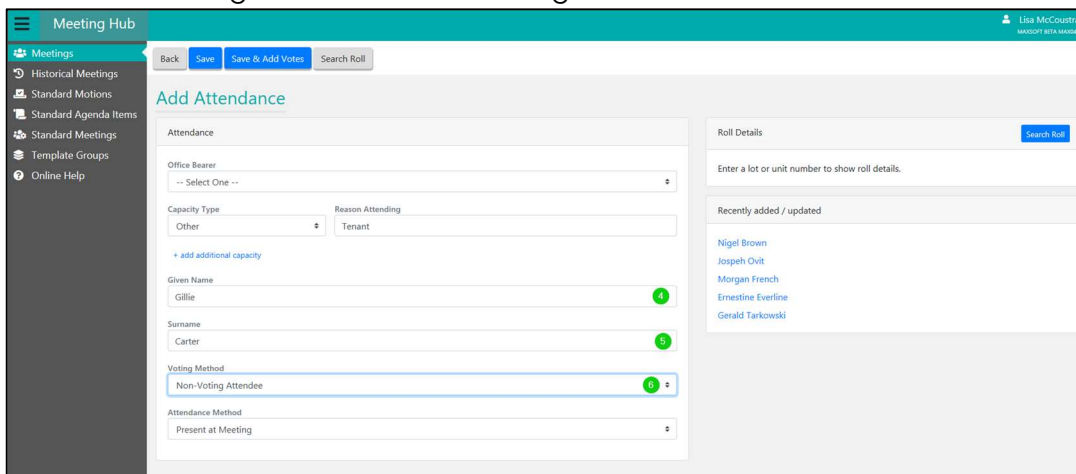 Meeting Hub
Lisa McCoustra
Meetings
Historical Meetings
Standard Motions
Standard Agenda Items
Standard Meetings
Template Groups
Online Help
Back Save Save & Add Votes Search Roll
Add Attendance
Attendance
Office Bearer
-- Select One --
Capacity Type Reason Attending
Other Tenant
+ add additional capacity
Given Name
Gillie 4
Surname
Carter 5
Voting Method
Non-Voting Attendee 6
Attendance Method
Present at Meeting
Roll Details Search Roll
Enter a lot or unit number to show roll details.
Recently added / updated
Nigel Brown
Jospeh Ovit
Morgan French
Ernestine Everline
Gerald Tarkowski